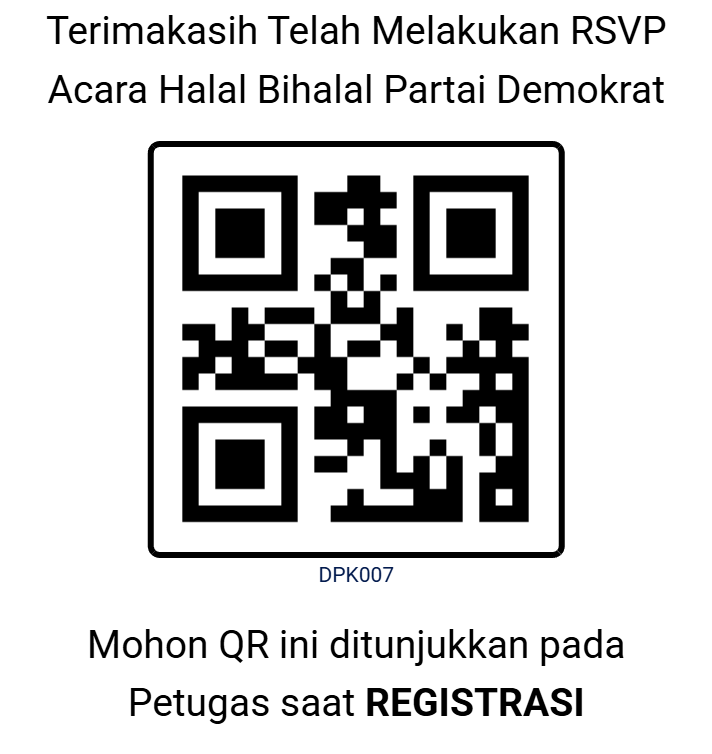 Terimakasih Telah Melakukan RSVP
Acara Halal Bihalal Partai Demokrat
DPK007
Mohon QR ini ditunjukkan pada
Petugas saat REGISTRASI